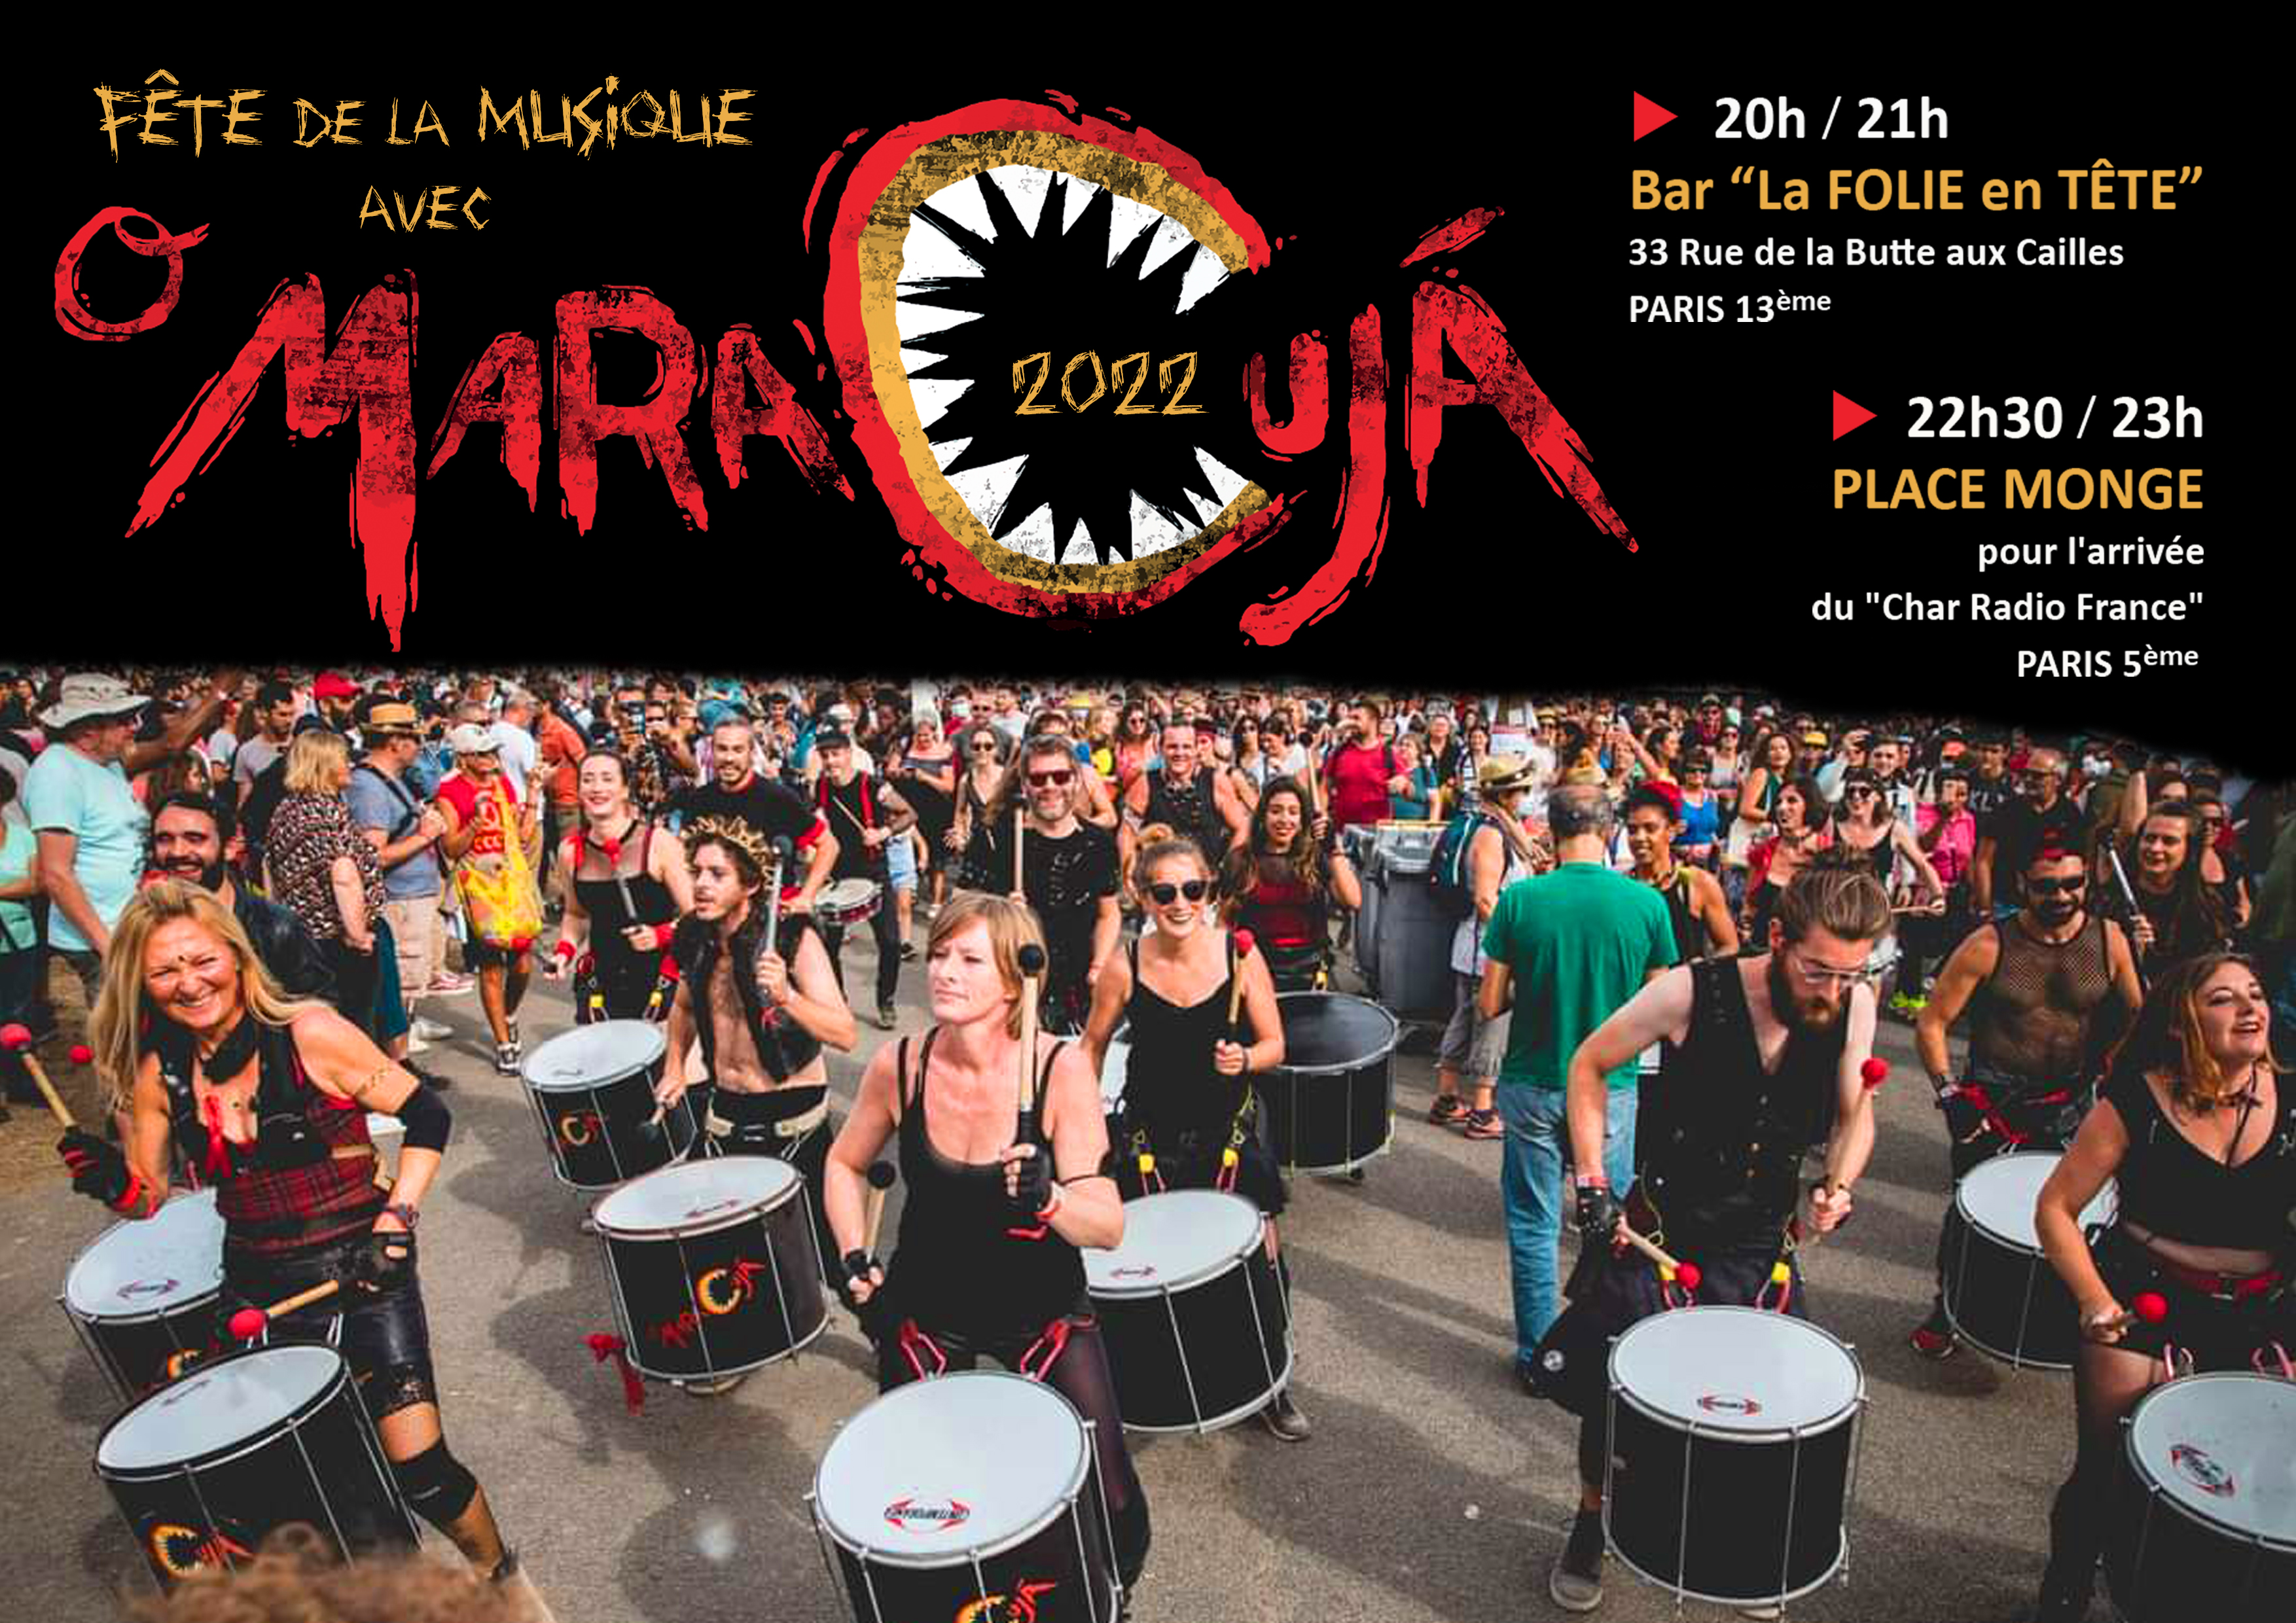 FÊTE DE LA MUSiQUE
AVEC
O MARACUJÁ
2022
20h / 21h
Bar “La FOLIE en TÊTE”
33 Rue de la Butte aux Cailles
PARIS 13ème
22h30 / 23h
PLACE MONGE
pour l'arrivée
du "Char Radio France"
PARIS 5ème